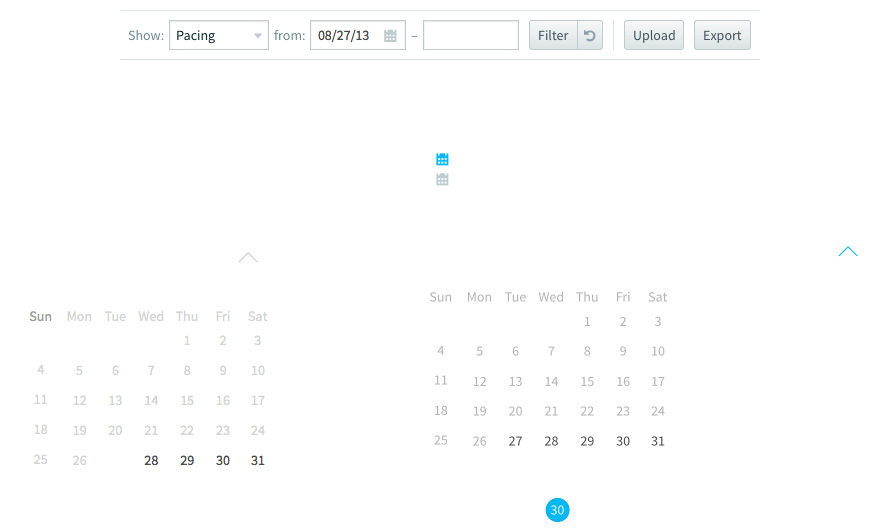 Show: Pacing from: 08/27/13 – Filter Upload Export
Sun Mon Tue Wed Thu Fri Sat
1 2 3
4 5 6 7 8 9 10
11 12 13 14 15 16 17
18 19 20 21 22 23 24
25 26 28 29 30 31
Sun Mon Tue Wed Thu Fri Sat
1 2 3
4 5 6 7 8 9 10
11 12 13 14 15 16 17
18 19 20 21 22 23 24
25 26 27 28 29 30 31
30